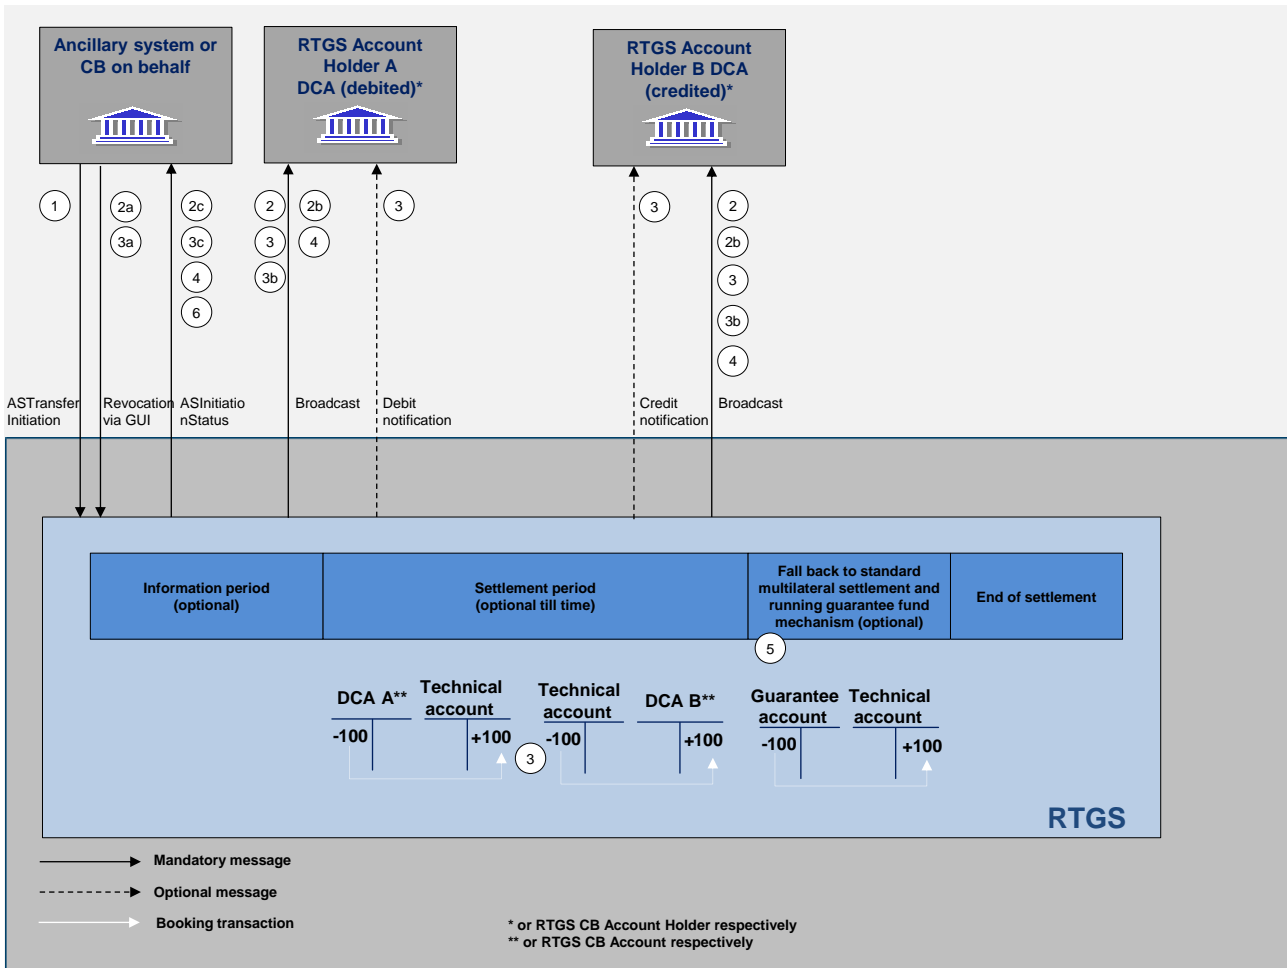 Ancillary system or
CB on behalf
RTGS Account
Holder A
DCA (debited)*
RTGS Account
Holder B DCA
(credited)*
1
2a
3a
2c
3c
4
6
2
3
3b
2b
4
3
3
2
2b
3
3b
4
ASTransfer
Initiation
Revocation
via GUI
ASInitiatio
nStatus
Broadcast
Debit
notification
Credit
notification
Broadcast
Information period
(optional)
Settlement period
(optional till time)
Fall back to standard
multilateral settlement and
running guarantee fund
mechanism (optional)
End of settlement
5
DCA A**
Technical
account
Technical
account
DCA B**
Guarantee
account
Technical
account
-100
+100
3
-100
+100
-100
+100
RTGS
Mandatory message
Optional message
Booking transaction
* or RTGS CB Account Holder respectively
** or RTGS CB Account respectively